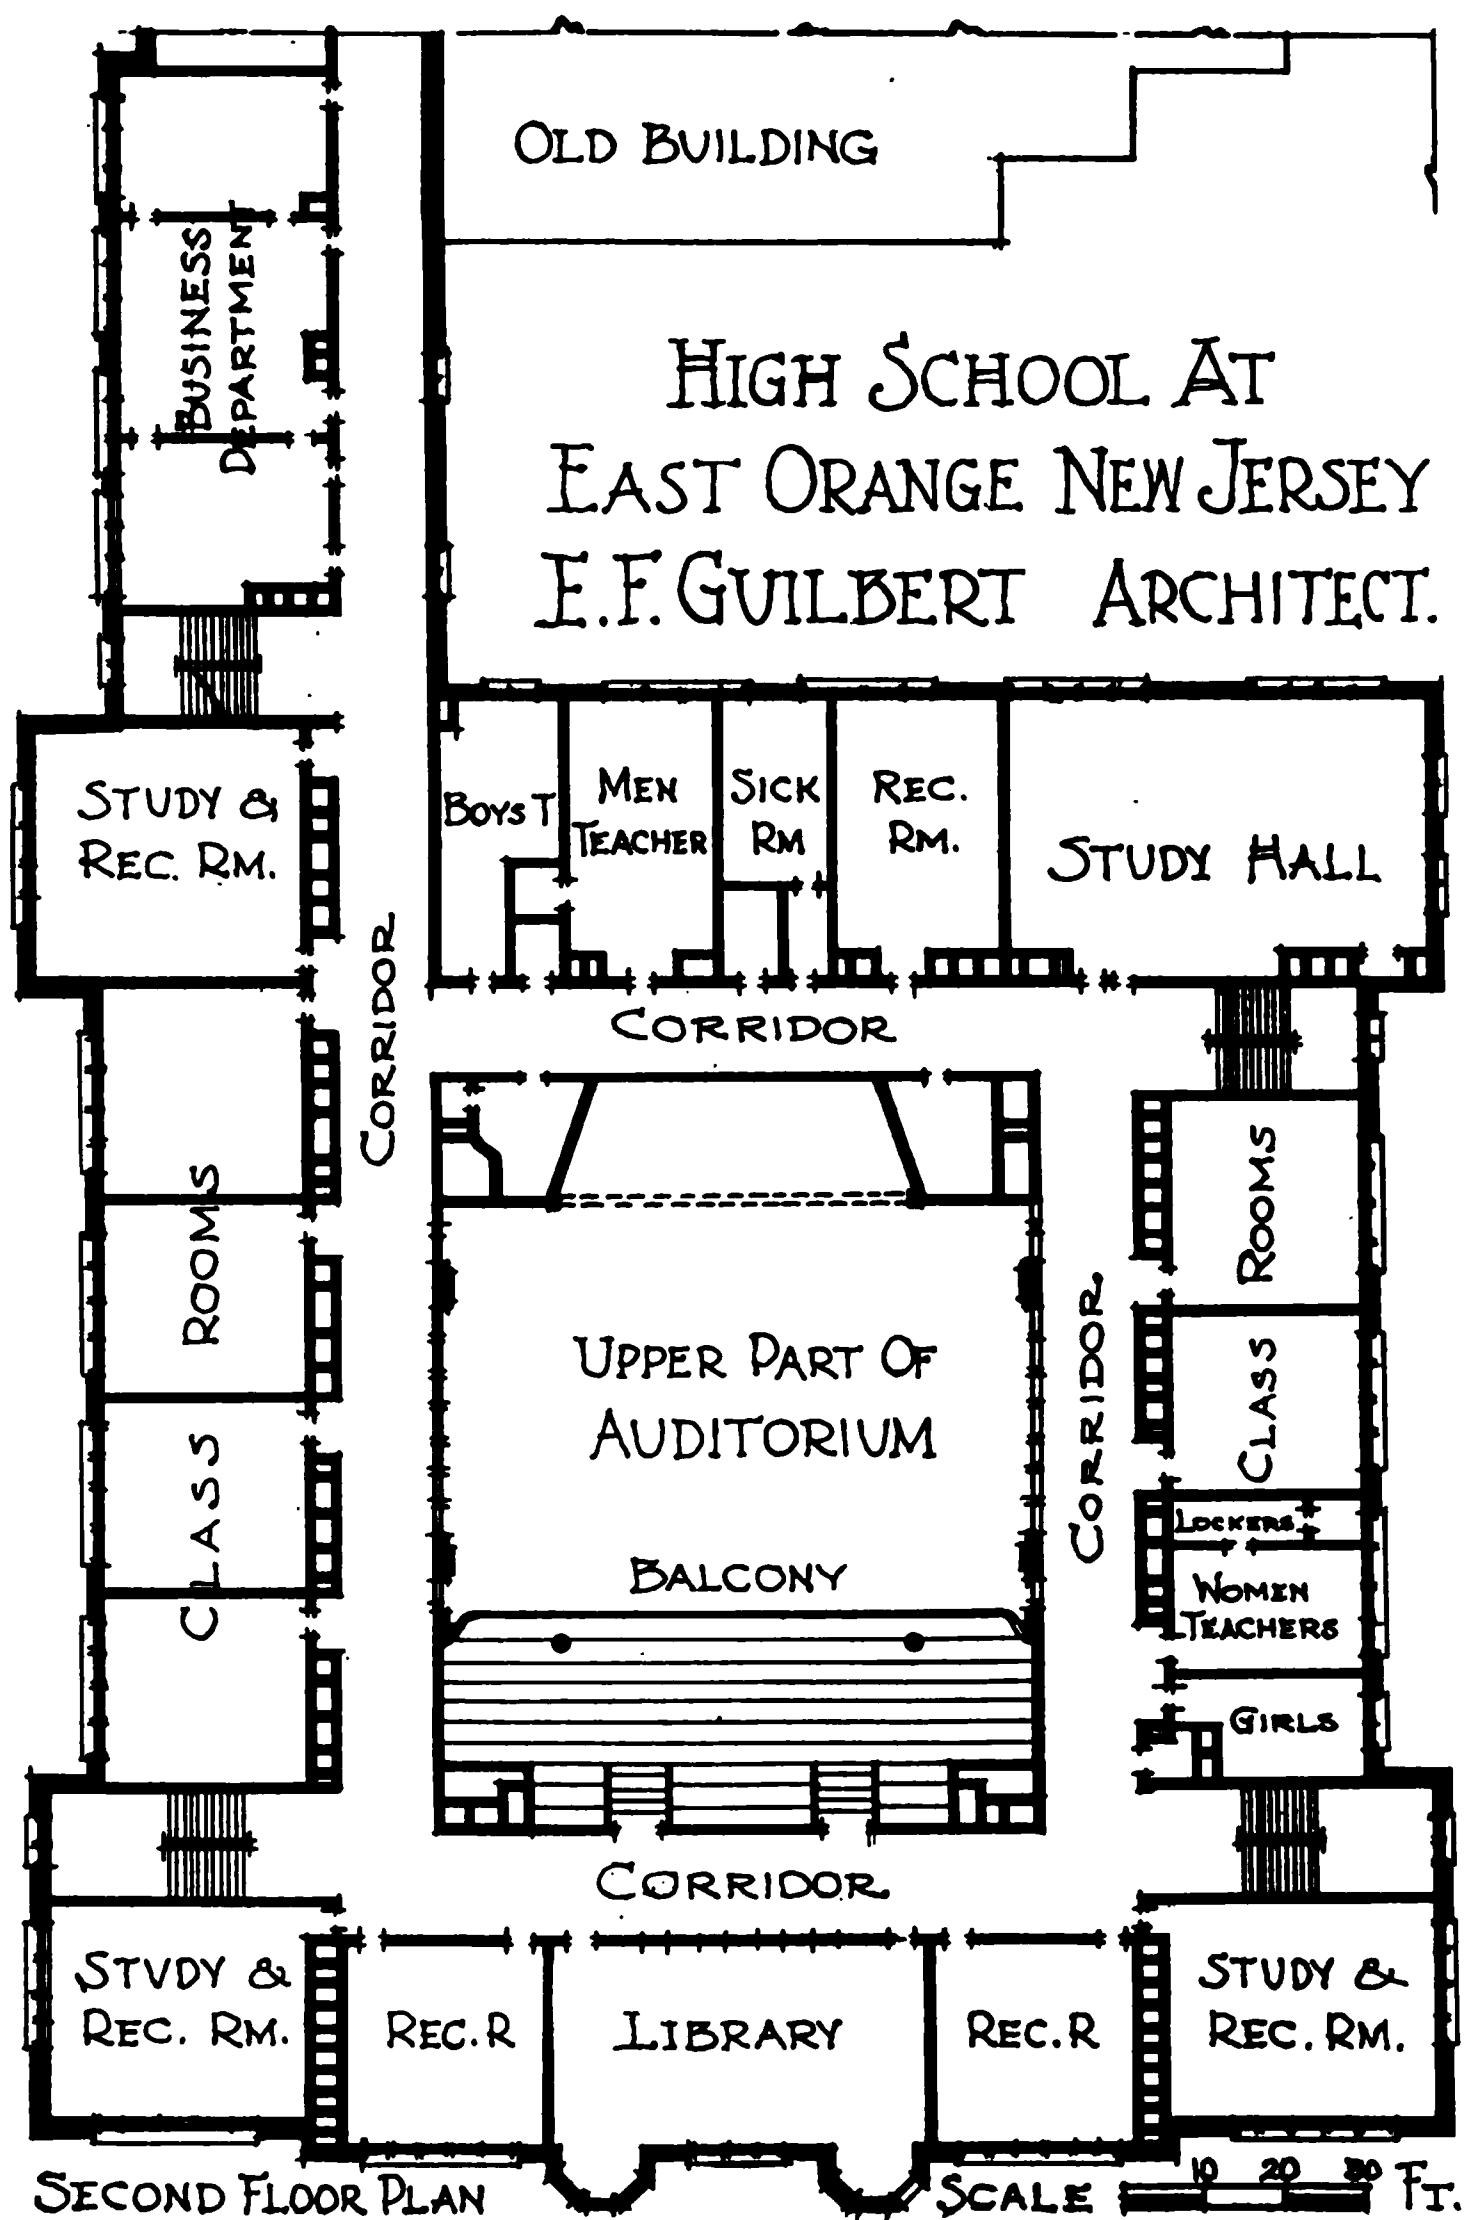 OLD BUILDING
BUSINESS
DEPARTMENT
HIGH SCHOOL AT
EAST ORANGE NEW JERSEY
E. F. GUILBERT ARCHITECT.
STUDY &
REC. RM.
BOYS T
MEN
TEACHER
SICK
RM
REC.
RM.
STUDY HALL
CORRIDOR
CORRIDOR
CLASS ROOMS
UPPER PART OF
AUDITORIUM
BALCONY
CORRIDOR
CLASS ROOMS
LOCKERS
WOMEN
TEACHERS
GIRLS
CORRIDOR
STVDY &
REC. RM.
REC. R
LIBRARY
REC. R
STUDY &
REC. RM.
SECOND FLOOR PLAN
SCALE 10 20 30 FT.